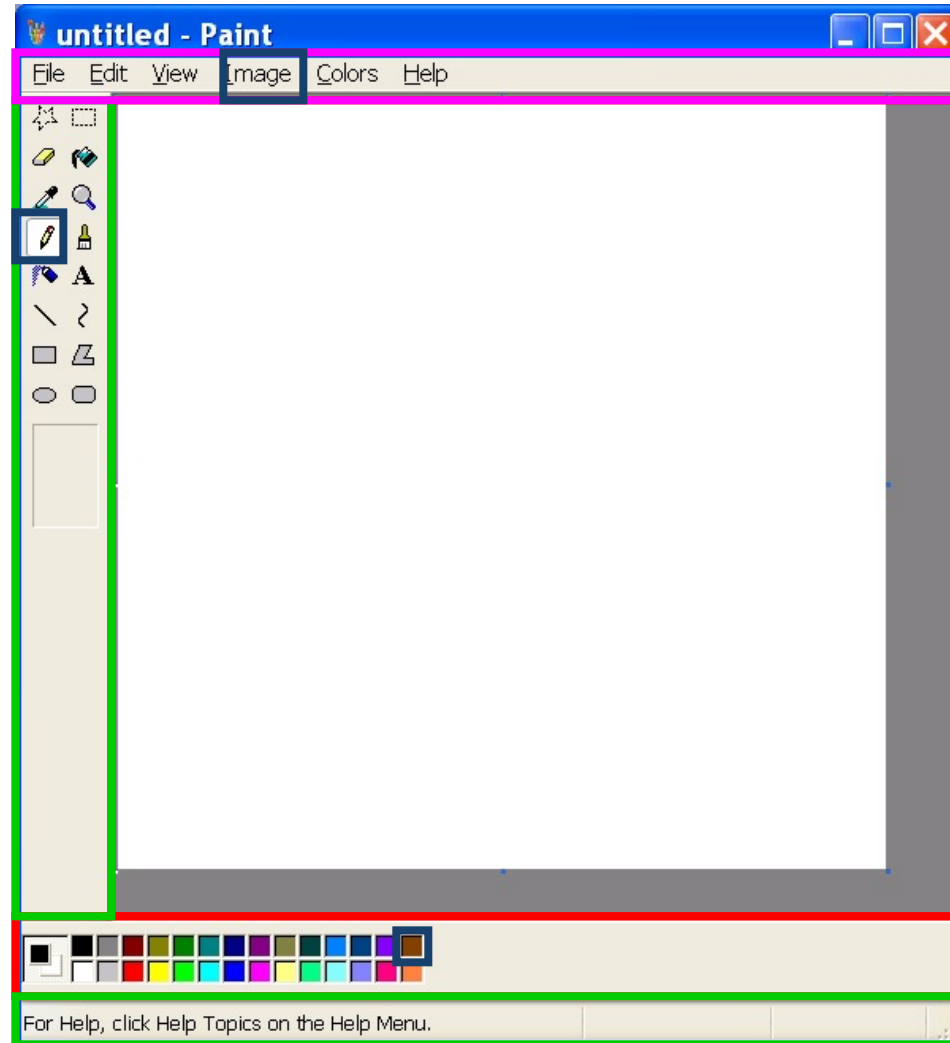 untitled - Paint
File Edit View Image Colors Help
A
For Help, click Help Topics on the Help Menu.